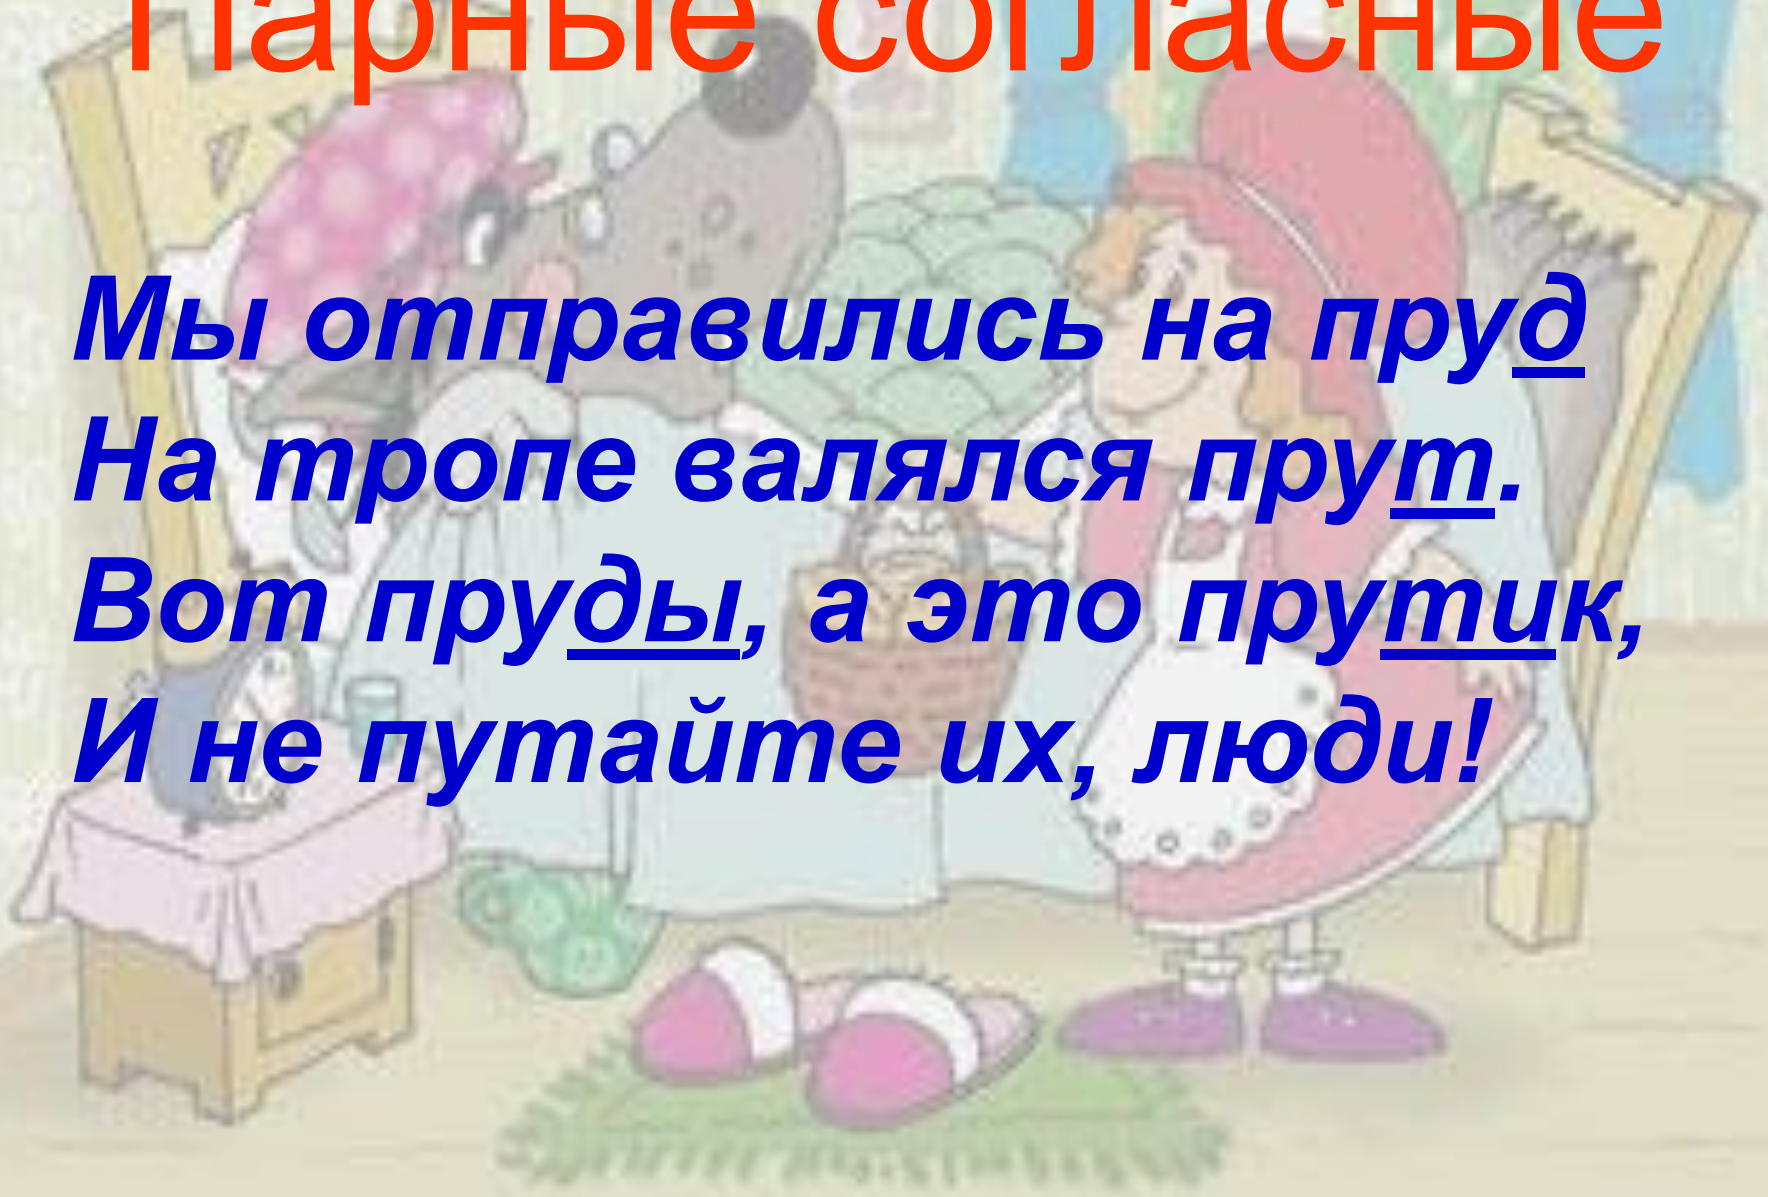 Парные согласные
Мы отправились на пруд
На тропе валялся прут.
Вот пруды, а это прутик,
И не путайте их, люди!